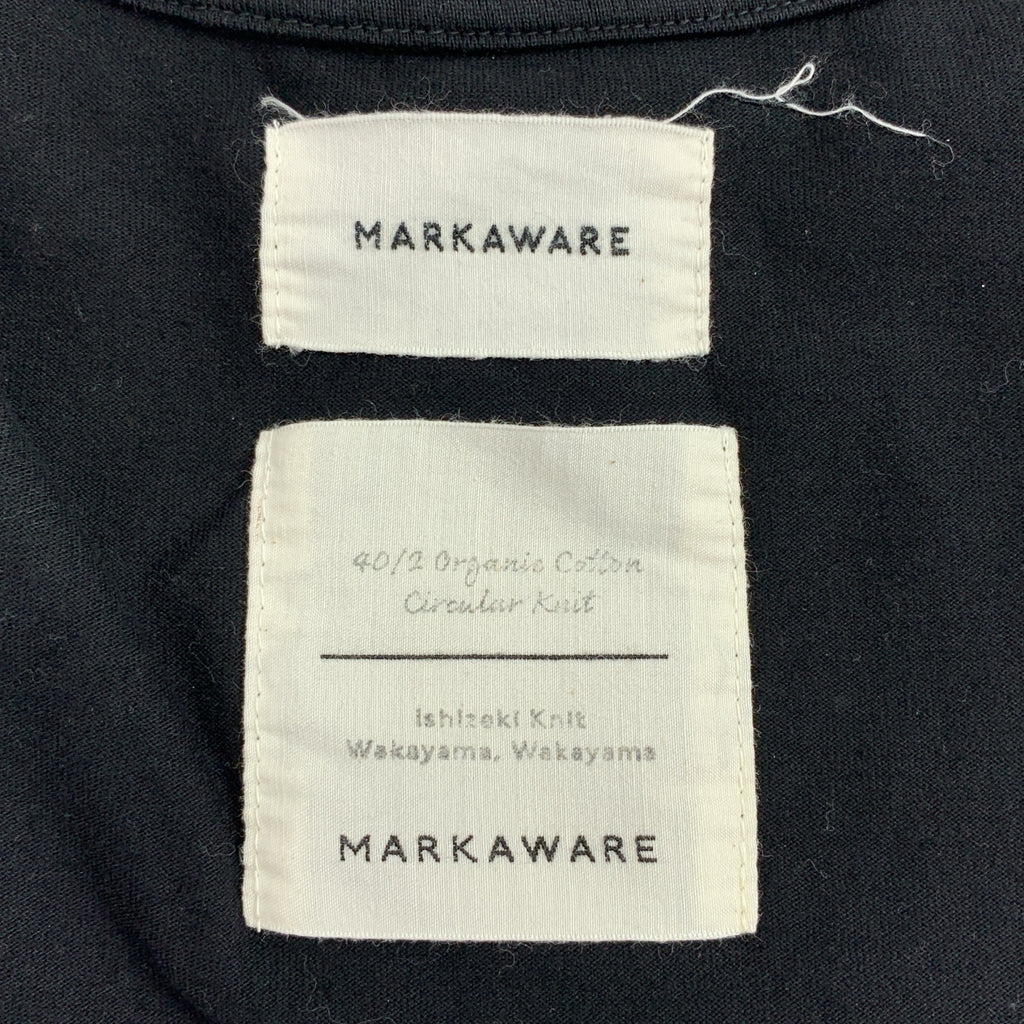 MARKAWARE
40/2 Organic Cotton
Circular Knit
Ishizeki Knit
Wakayama, Wakayama
MARKAWARE